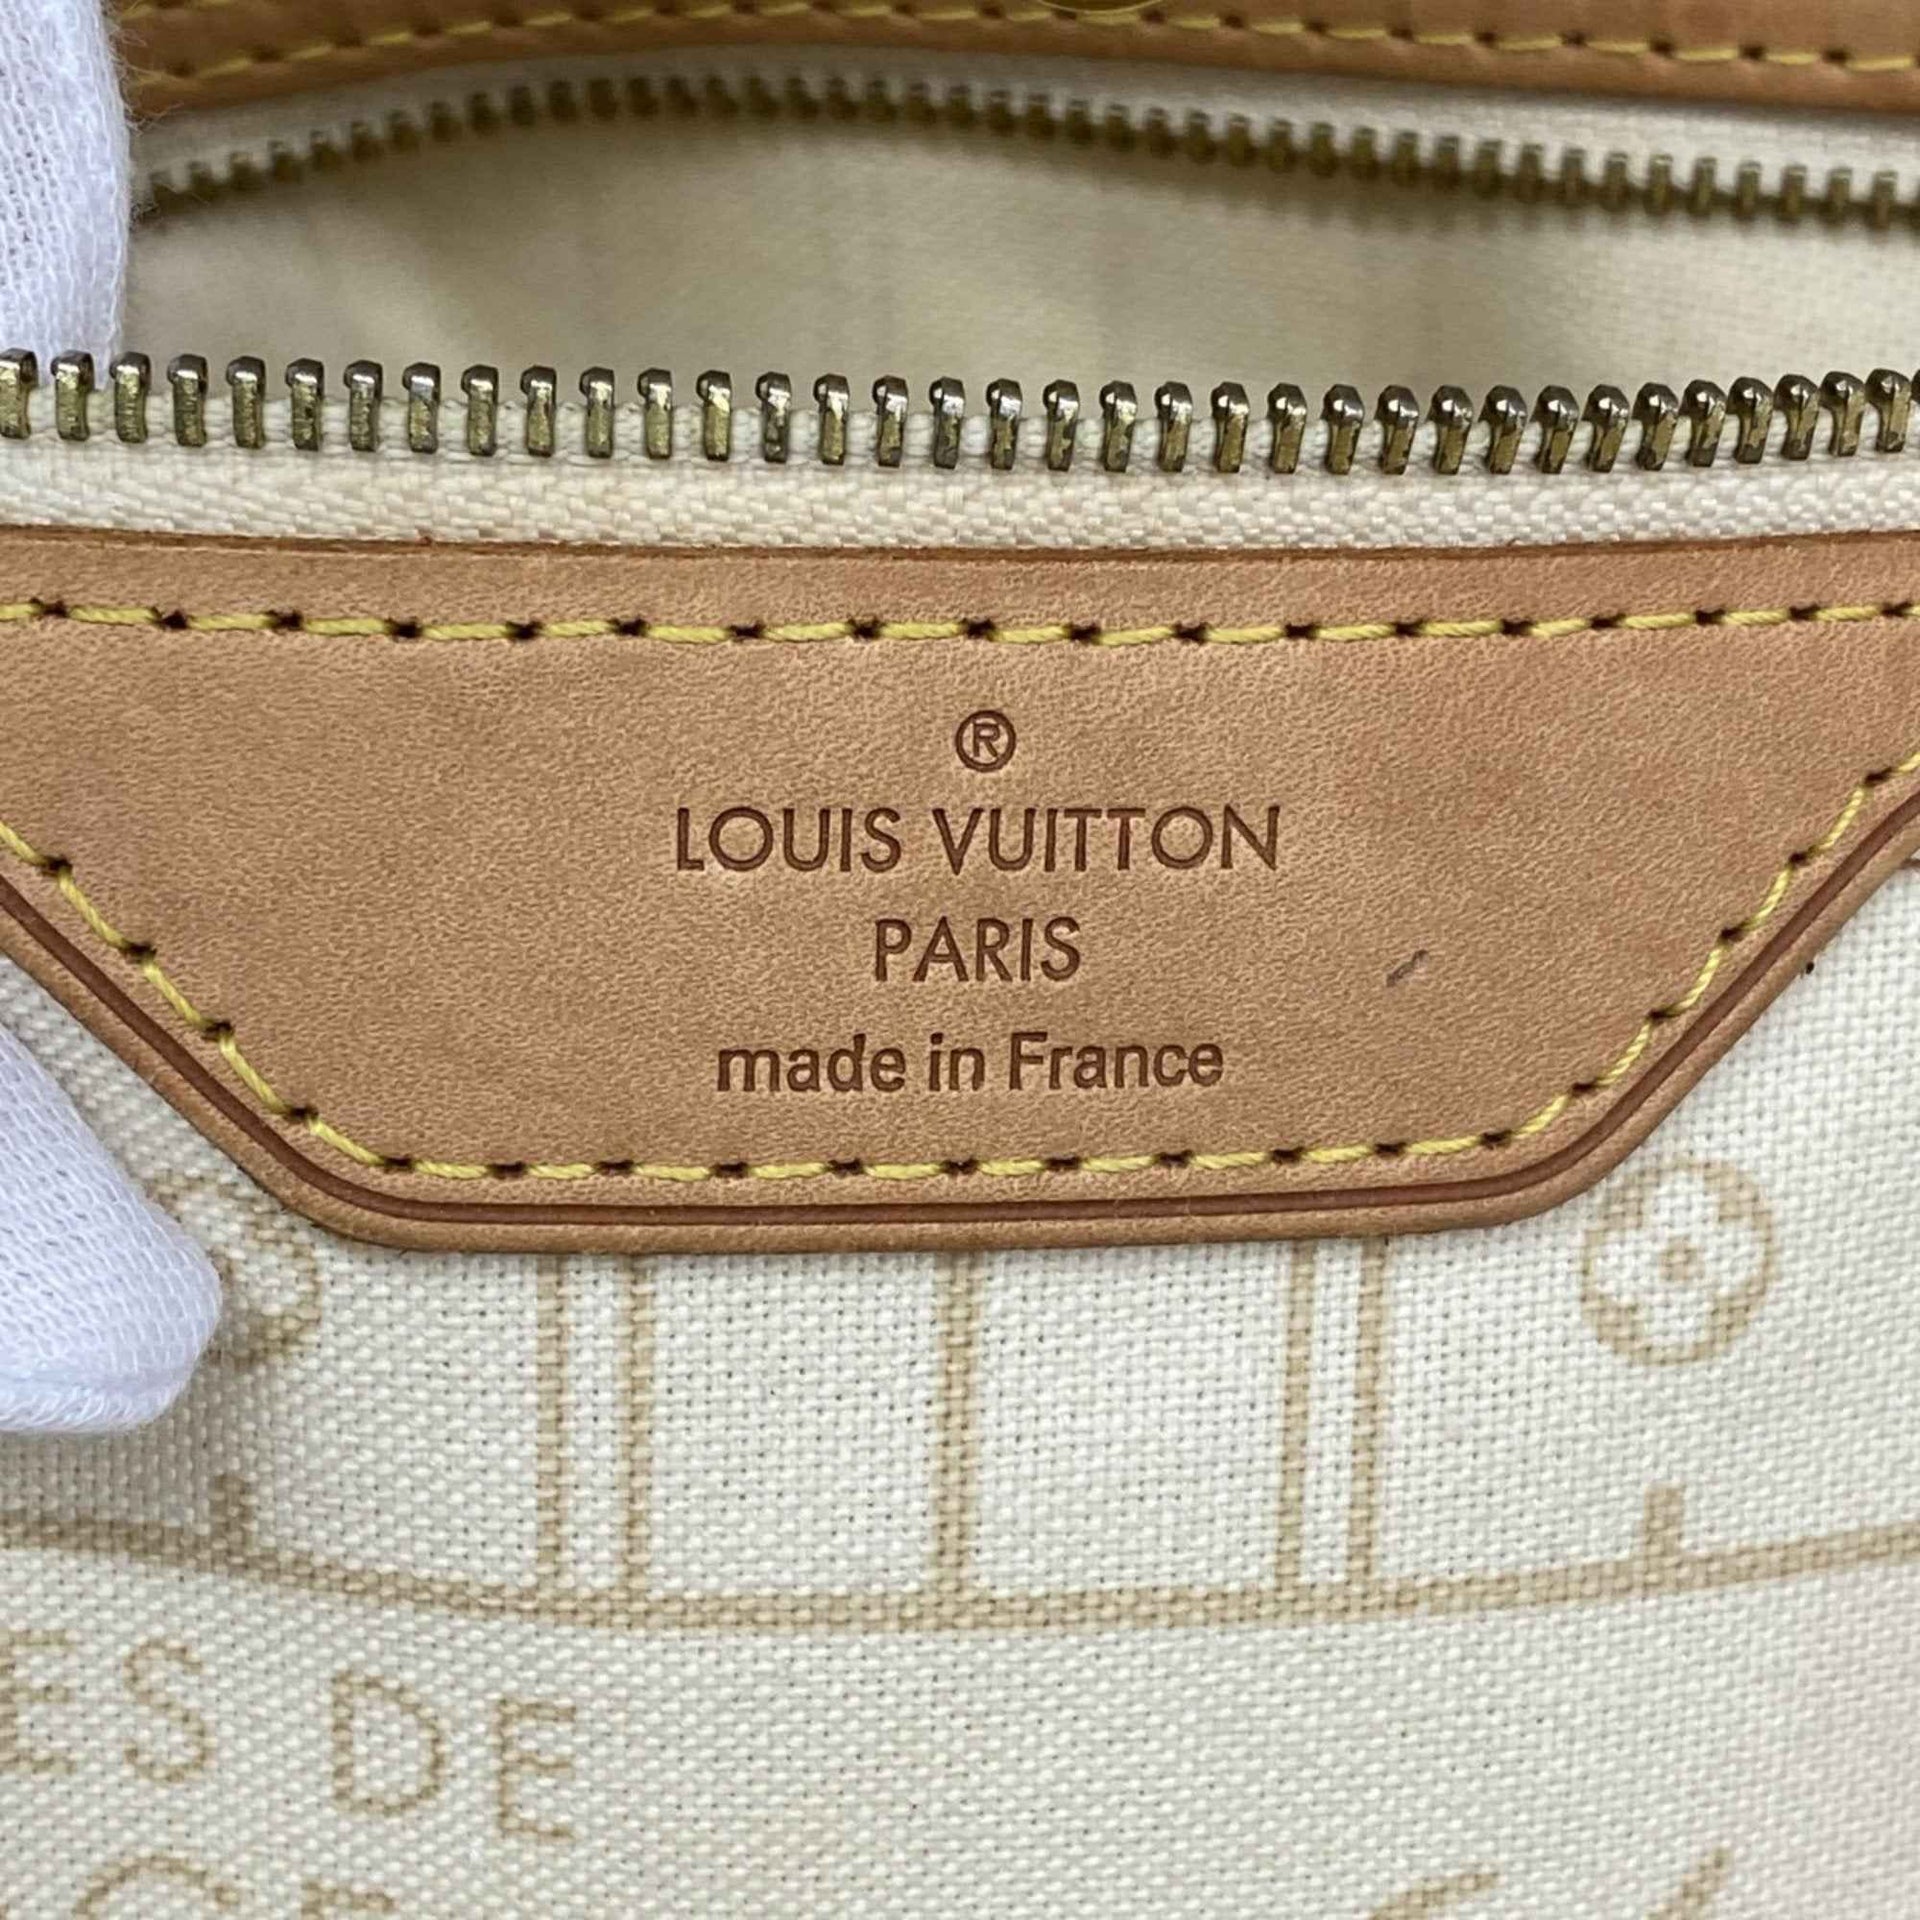 ®
LOUIS VUITTON
PARIS
made in France
ES DE